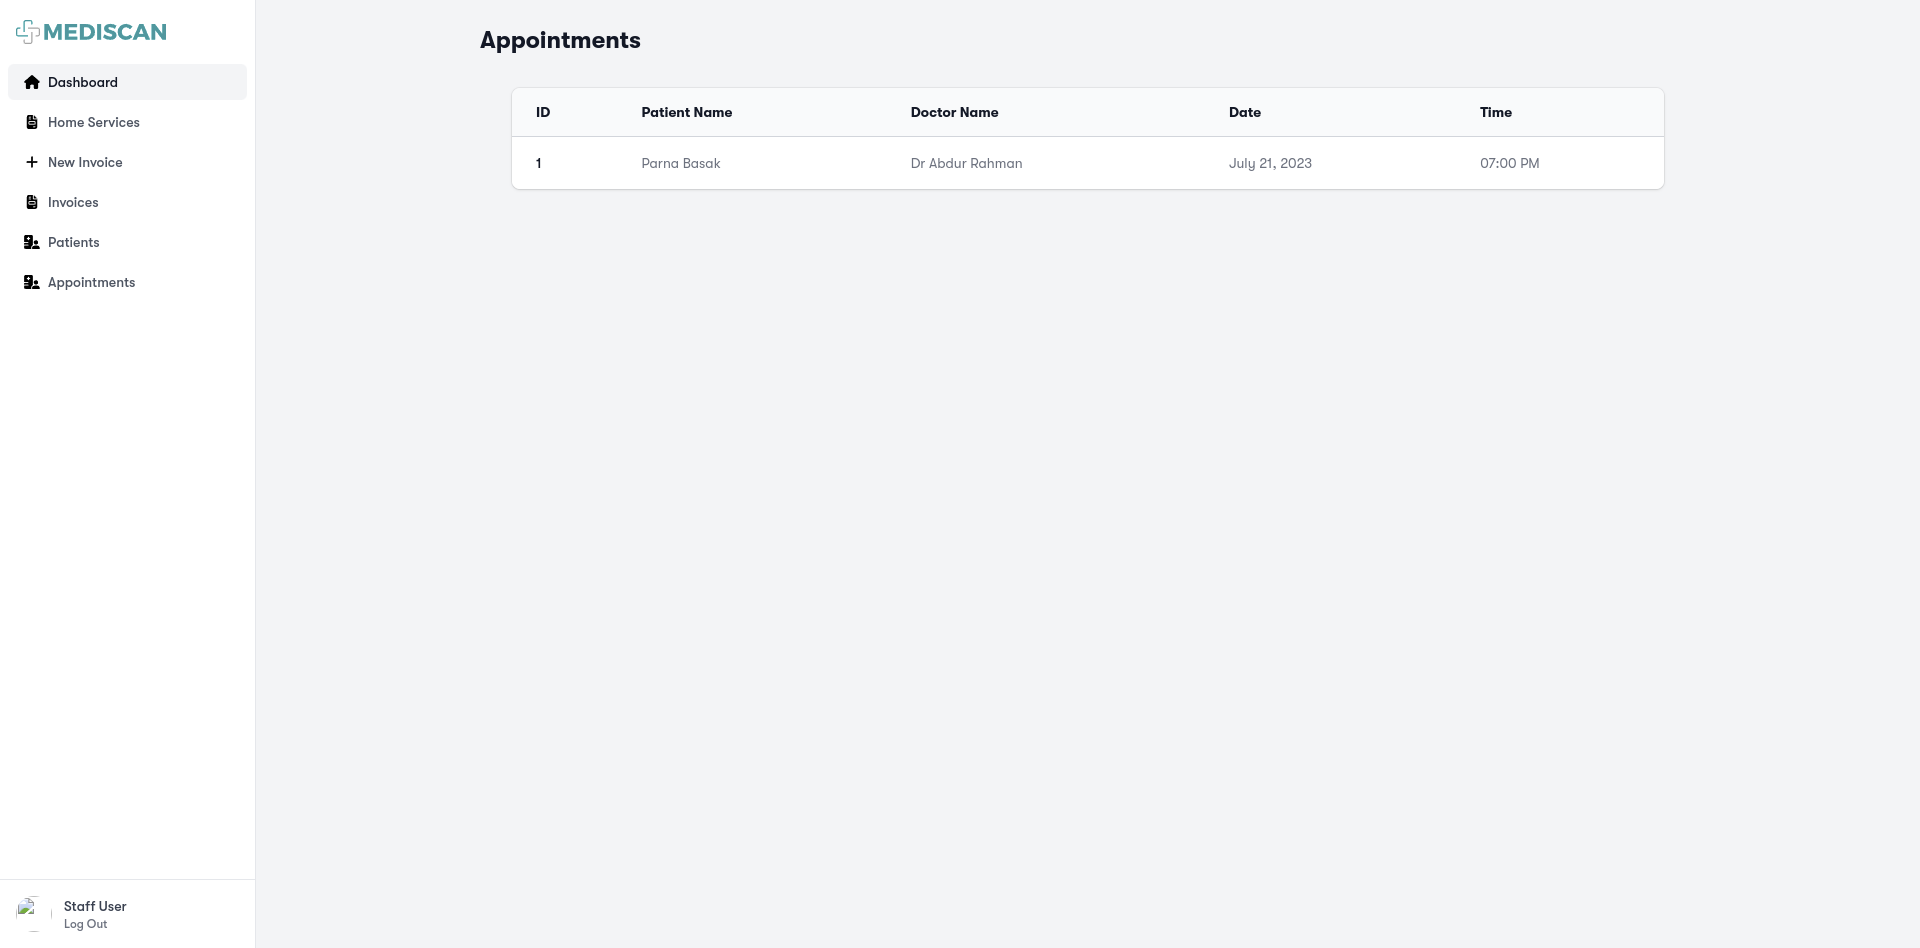 MEDISCAN
Dashboard
Home Services
New Invoice
Invoices
Patients
Appointments
Staff User
Log Out
Appointments
ID Patient Name Doctor Name Date Time
1 Parna Basak Dr Abdur Rahman July 21, 2023 07:00 PM